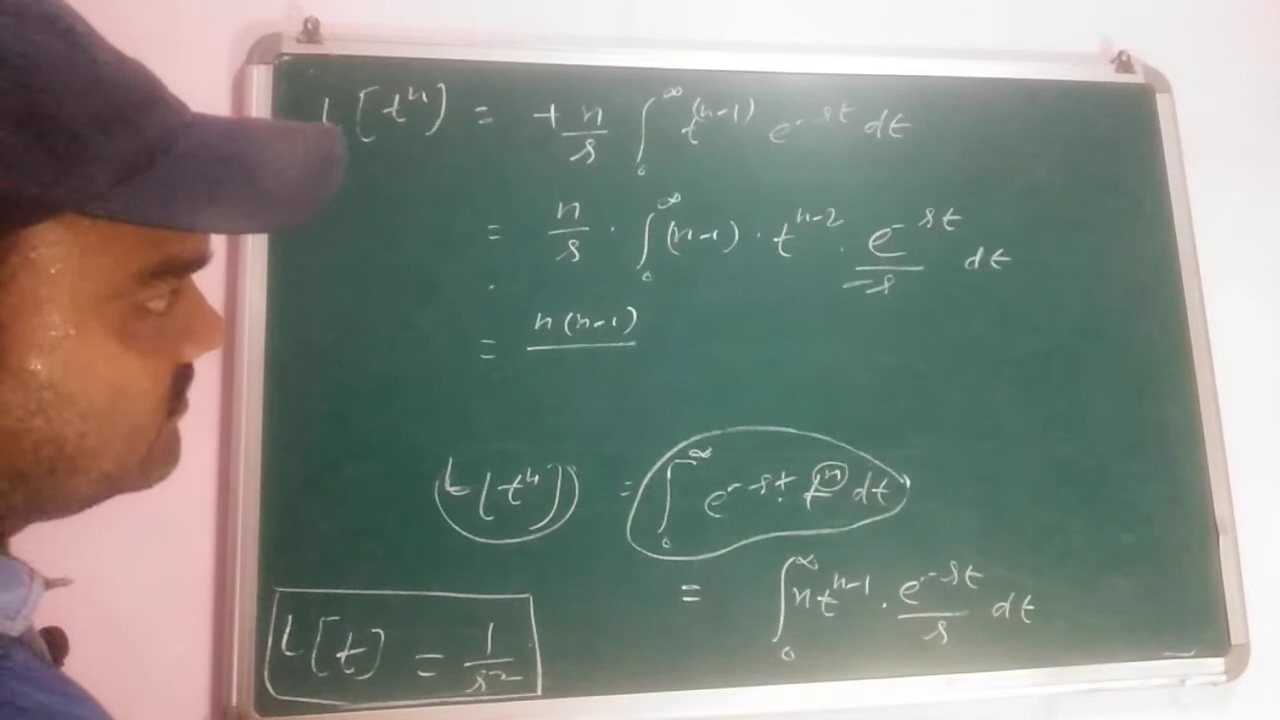 L[tⁿ] = + n/s ∫₀^∞ t^(n-1) e^-st dt
= n/s · ∫₀^∞ (n-1) · t^n-2 · e^-st/-s dt
= n(n-1)
L[tⁿ] = ∫₀^∞ e^-st tⁿ dt
= ∫₀^∞ n t^n-1 · e^-st/s dt
L[t] = 1/s²